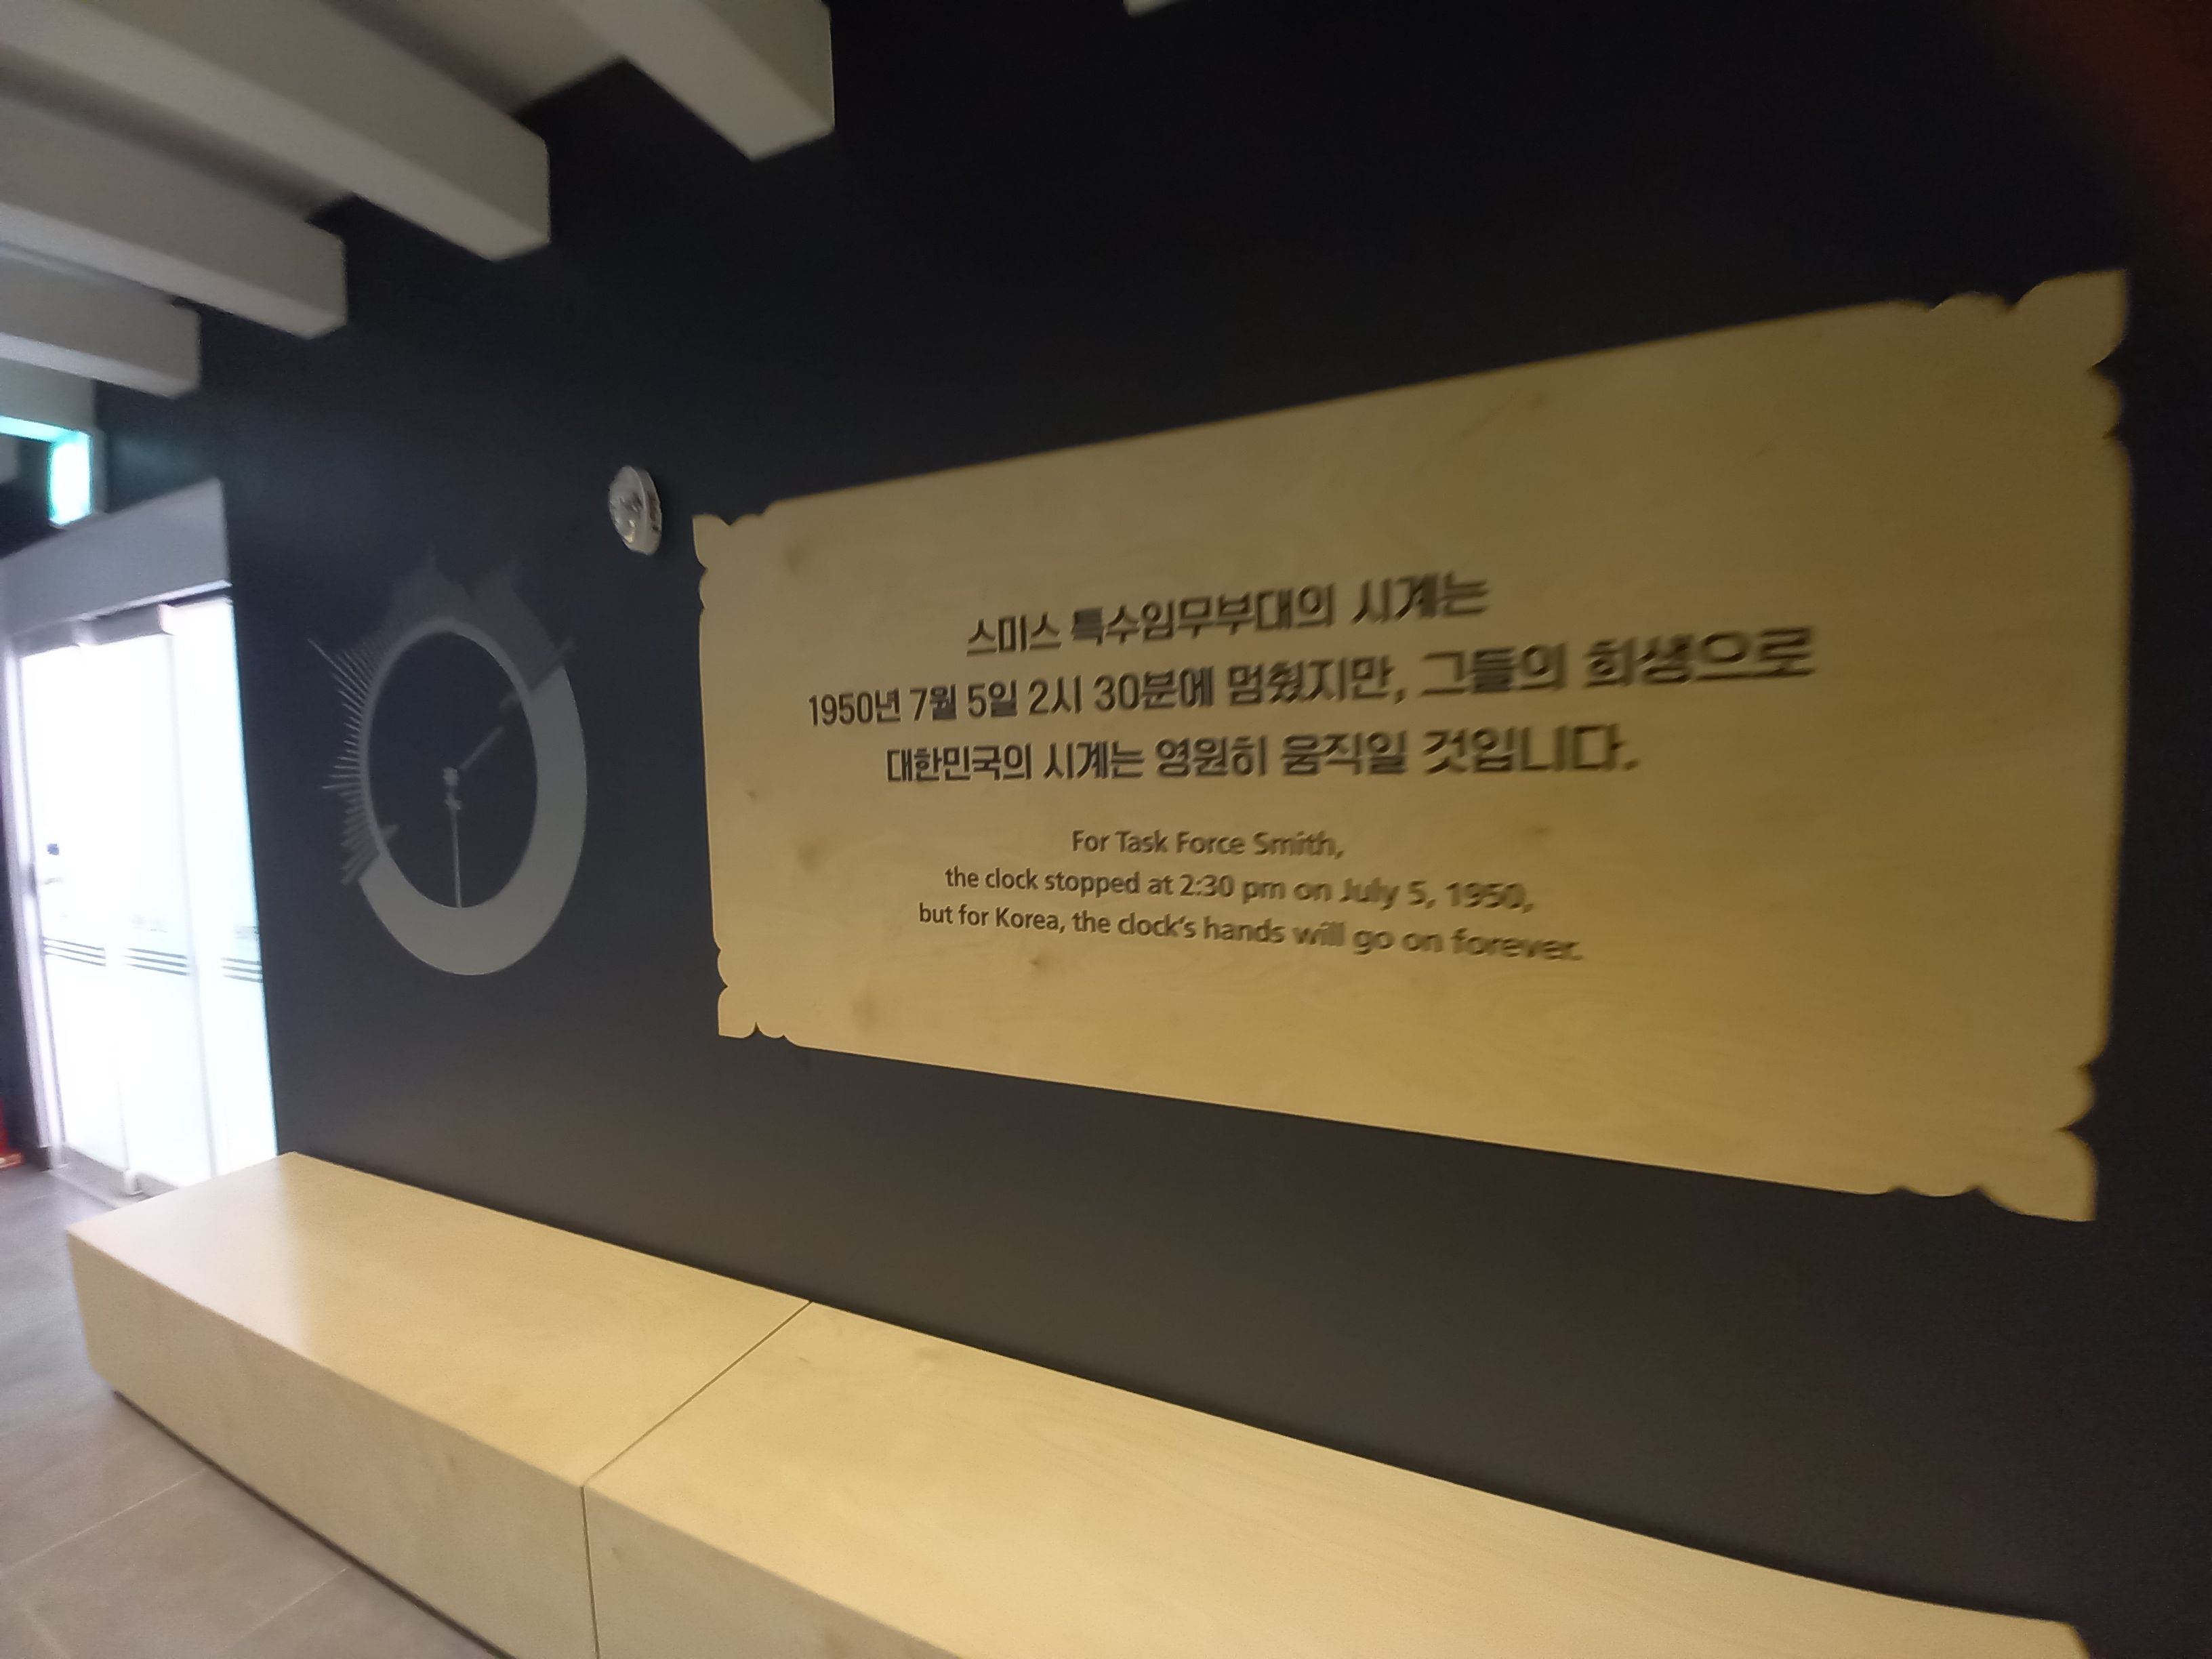 스미스 특수임무부대의 시계는
1950년 7월 5일 2시 30분에 멈췄지만, 그들의 희생으로
대한민국의 시계는 영원히 움직일 것입니다.
For Task Force Smith,
the clock stopped at 2:30 pm on July 5, 1950,
but for Korea, the clock's hands will go on forever.